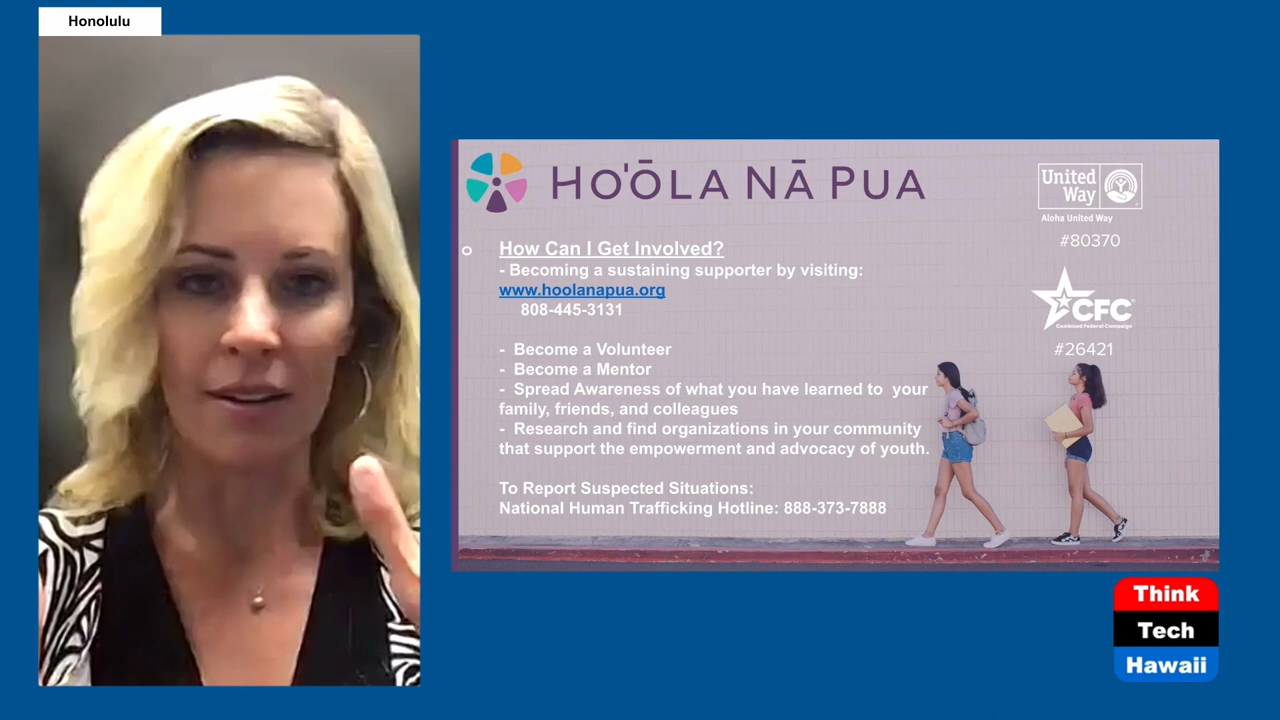 Honolulu
HO'ŌLA NĀ PUA
United
Way
Aloha United Way
#80370
CFC
Combined Federal Campaign
#26421
o How Can I Get Involved?
- Becoming a sustaining supporter by visiting:
www.hoolanapua.org
808-445-3131
- Become a Volunteer
- Become a Mentor
- Spread Awareness of what you have learned to your
family, friends, and colleagues
- Research and find organizations in your community
that support the empowerment and advocacy of youth.
To Report Suspected Situations:
National Human Trafficking Hotline: 888-373-7888
Think
Tech
Hawaii